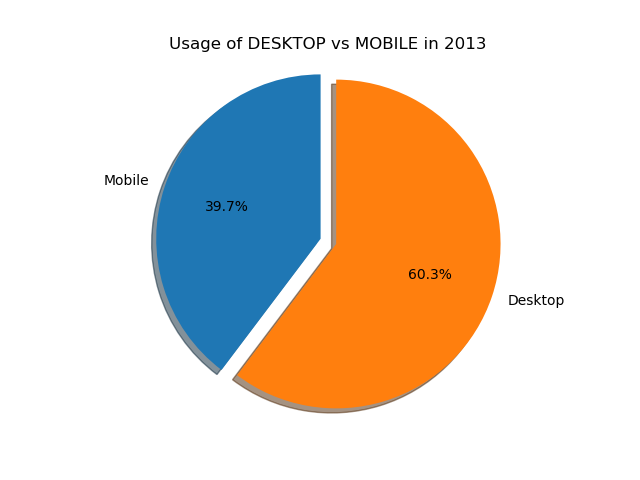 Usage of DESKTOP vs MOBILE in 2013
Mobile
39.7%
60.3%
Desktop